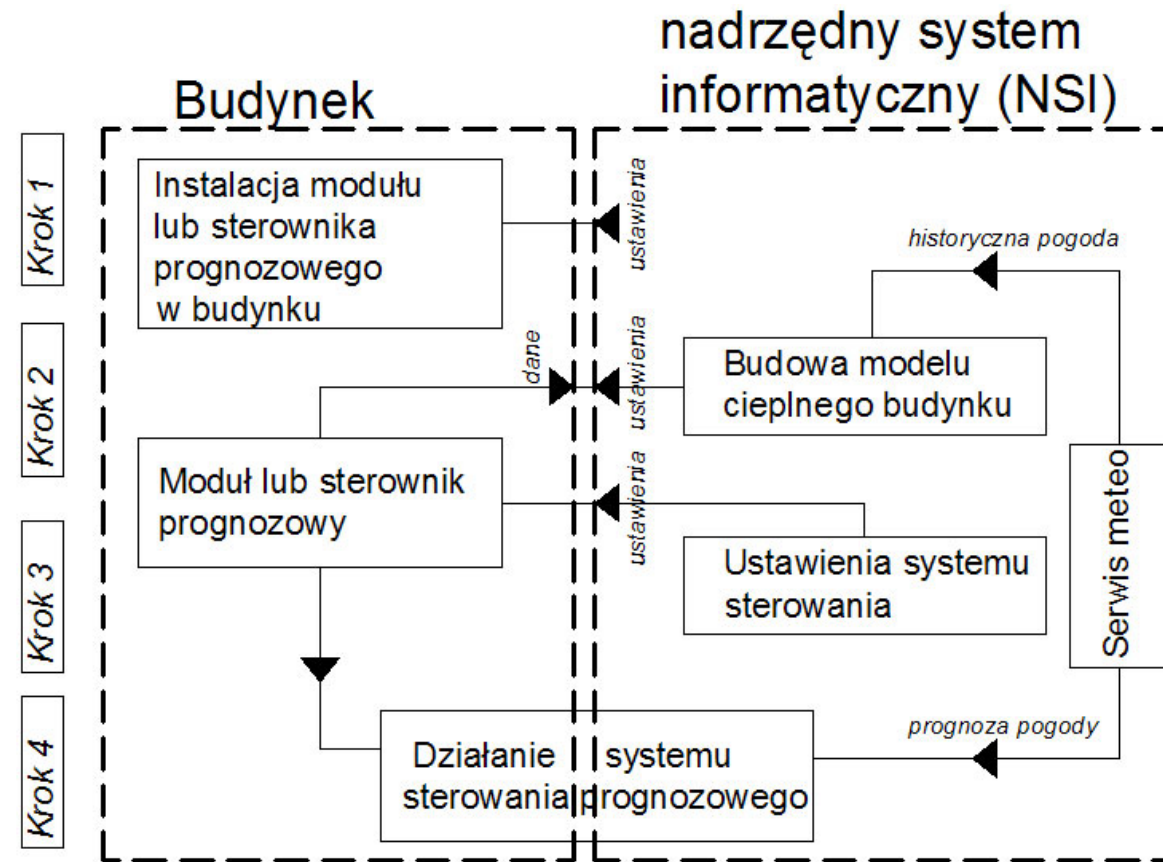 nadrzędny system
informatyczny (NSI)
Budynek
Krok 1
Instalacja modułu
lub sterownika
prognozowego
w budynku
ustawienia
historyczna pogoda
Krok 2
dane
ustawienia
Budowa modelu
cieplnego budynku
Moduł lub sterownik
prognozowy
ustawienia
Serwis meteo
Krok 3
Ustawienia systemu
sterowania
Krok 4
prognoza pogody
Działanie systemu
sterowania prognozowego